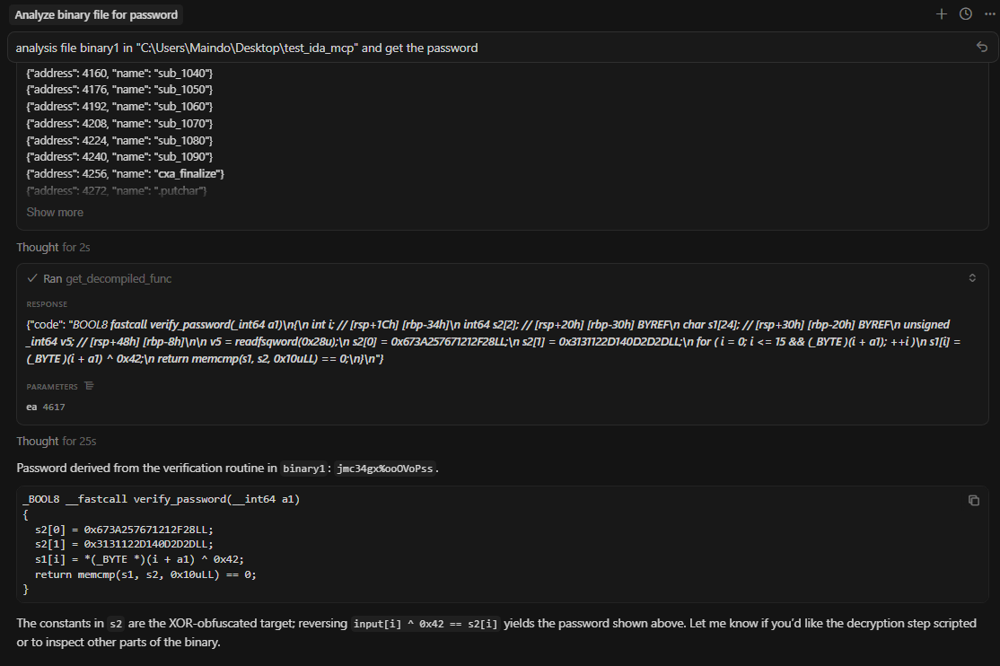 Analyze binary file for password
analysis file binary1 in "C:\Users\Maindo\Desktop\test_ida_mcp" and get the password
{"address": 4160, "name": "sub_1040"}
{"address": 4176, "name": "sub_1050"}
{"address": 4192, "name": "sub_1060"}
{"address": 4208, "name": "sub_1070"}
{"address": 4224, "name": "sub_1080"}
{"address": 4240, "name": "sub_1090"}
{"address": 4256, "name": "cxa_finalize"}
{"address": 4272, "name": ".putchar"}
Show more
Thought for 2s
Ran get_decompiled_func
RESPONSE
{"code": "BOOL8 fastcall verify_password(_int64 a1)\n{\n int i; // [rsp+1Ch] [rbp-34h]\n int64 s2[2]; // [rsp+20h] [rbp-30h] BYREF\n char s1[24]; // [rsp+30h] [rbp-20h] BYREF\n unsigned
_int64 v5; // [rsp+48h] [rbp-8h]\n\n v5 = readfsqword(0x28u);\n s2[0] = 0x673A257671212F28LL;\n s2[1] = 0x3131122D140D2D2DLL;\n for ( i = 0; i <= 15 && (_BYTE )(i + a1); ++i )\n s1[i] =
(_BYTE )(i + a1) ^ 0x42;\n return memcmp(s1, s2, 0x10uLL) == 0;\n}\n"}
PARAMETERS
ea 4617
Thought for 25s
Password derived from the verification routine in binary1: jmc34gx%ooOVoPss.
_BOOL8 __fastcall verify_password(__int64 a1)
{
s2[0] = 0x673A257671212F28LL;
s2[1] = 0x3131122D140D2D2DLL;
s1[i] = *(_BYTE *)(i + a1) ^ 0x42;
return memcmp(s1, s2, 0x10uLL) == 0;
}
The constants in s2 are the XOR-obfuscated target; reversing input[i] ^ 0x42 == s2[i] yields the password shown above. Let me know if you'd like the decryption step scripted
or to inspect other parts of the binary.